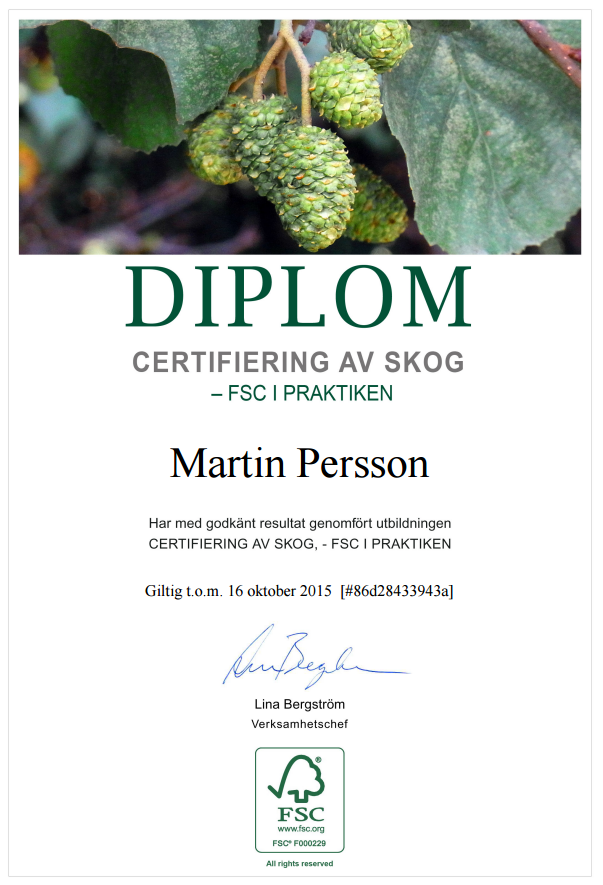 DIPLOM
CERTIFIERING AV SKOG
– FSC I PRAKTIKEN
Martin Persson
Har med godkänt resultat genomfört utbildningen
CERTIFIERING AV SKOG, - FSC I PRAKTIKEN
Giltig t.o.m. 16 oktober 2015 [#86d28433943a]
Lina Bergström
Verksamhetschef
®
FSC
www.fsc.org
FSC® F000229
All rights reserved